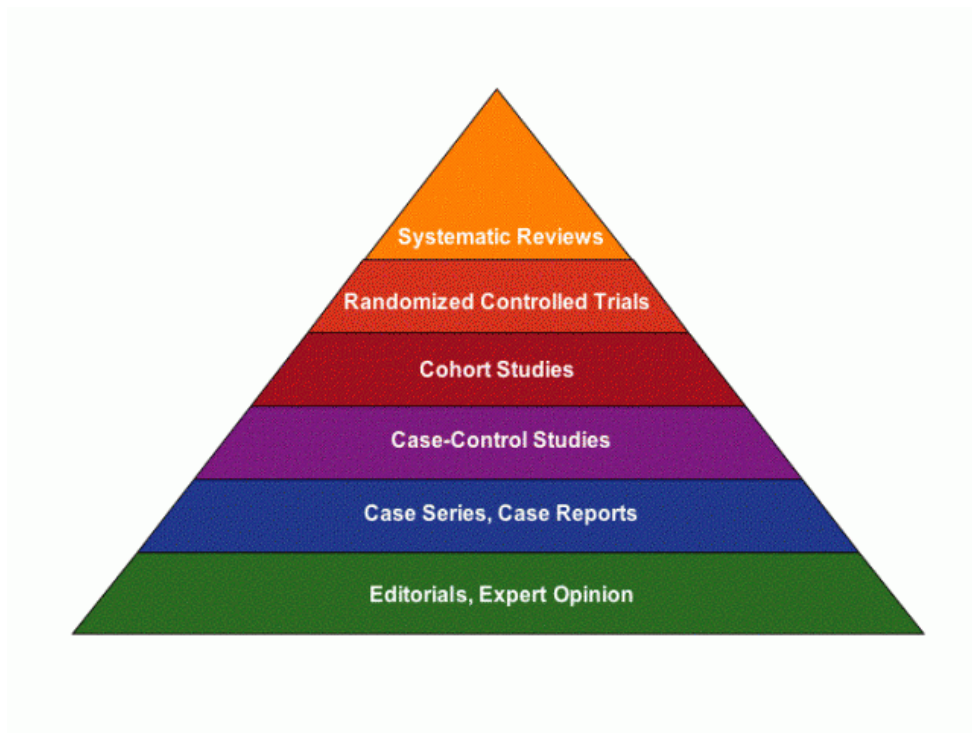 Systematic Reviews
Randomized Controlled Trials
Cohort Studies
Case-Control Studies
Case Series, Case Reports
Editorials, Expert Opinion